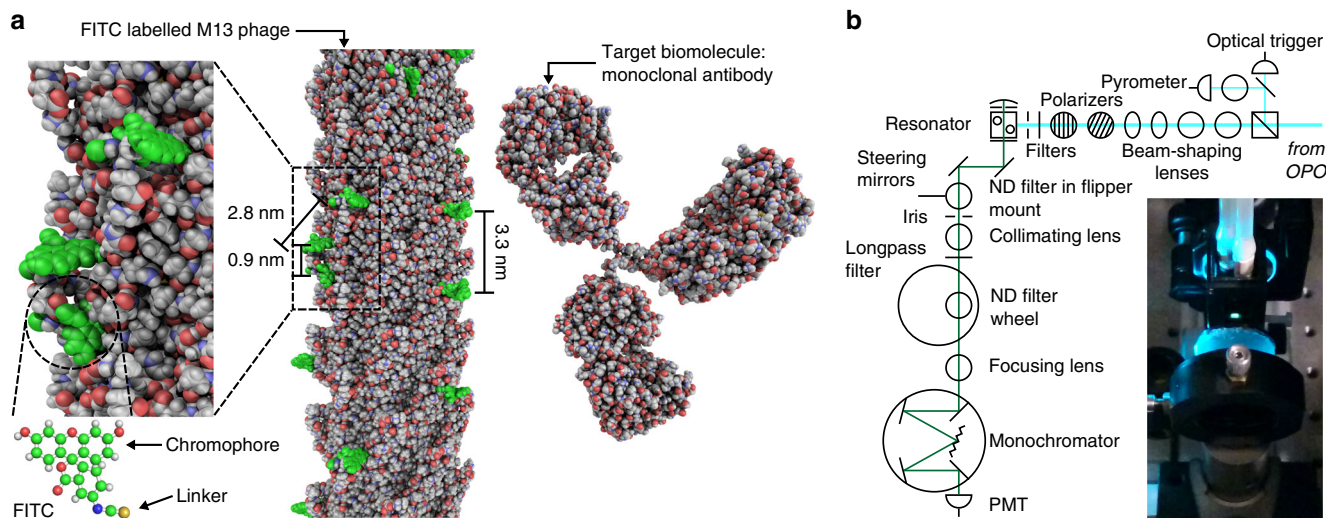 a
FITC labelled M13 phage
Target biomolecule:
monoclonal antibody
2.8 nm
0.9 nm
3.3 nm
Chromophore
Linker
FITC
b
Optical trigger
Pyrometer
Polarizers
Resonator
Filters
Beam-shaping
lenses
from
OPO
Steering
mirrors
ND filter in flipper
mount
Iris
Collimating lens
Longpass
filter
ND filter
wheel
Focusing lens
Monochromator
PMT